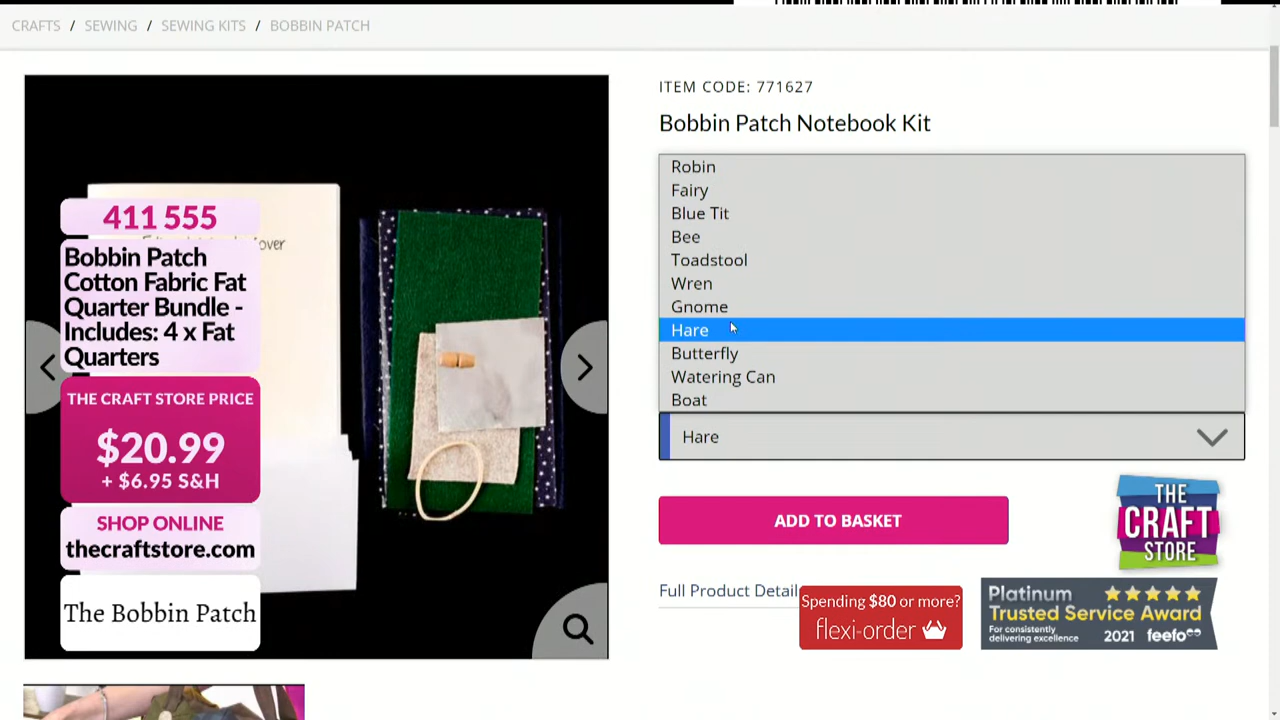 CRAFTS / SEWING / SEWING KITS / BOBBIN PATCH
411 555
Bobbin Patch
Cotton Fabric Fat
Quarter Bundle -
Includes: 4 x Fat
Quarters
THE CRAFT STORE PRICE
$20.99
+ $6.95 S&H
SHOP ONLINE
thecraftstore.com
The Bobbin Patch
ITEM CODE: 771627
Bobbin Patch Notebook Kit
Robin
Fairy
Blue Tit
Bee
Toadstool
Wren
Gnome
Hare
Butterfly
Watering Can
Boat
Hare
ADD TO BASKET
THE
CRAFT
STORE
Full Product Detail
Spending $80 or more?
flexi-order
Platinum
Trusted Service Award
For consistently
delivering excellence
2021 feefo